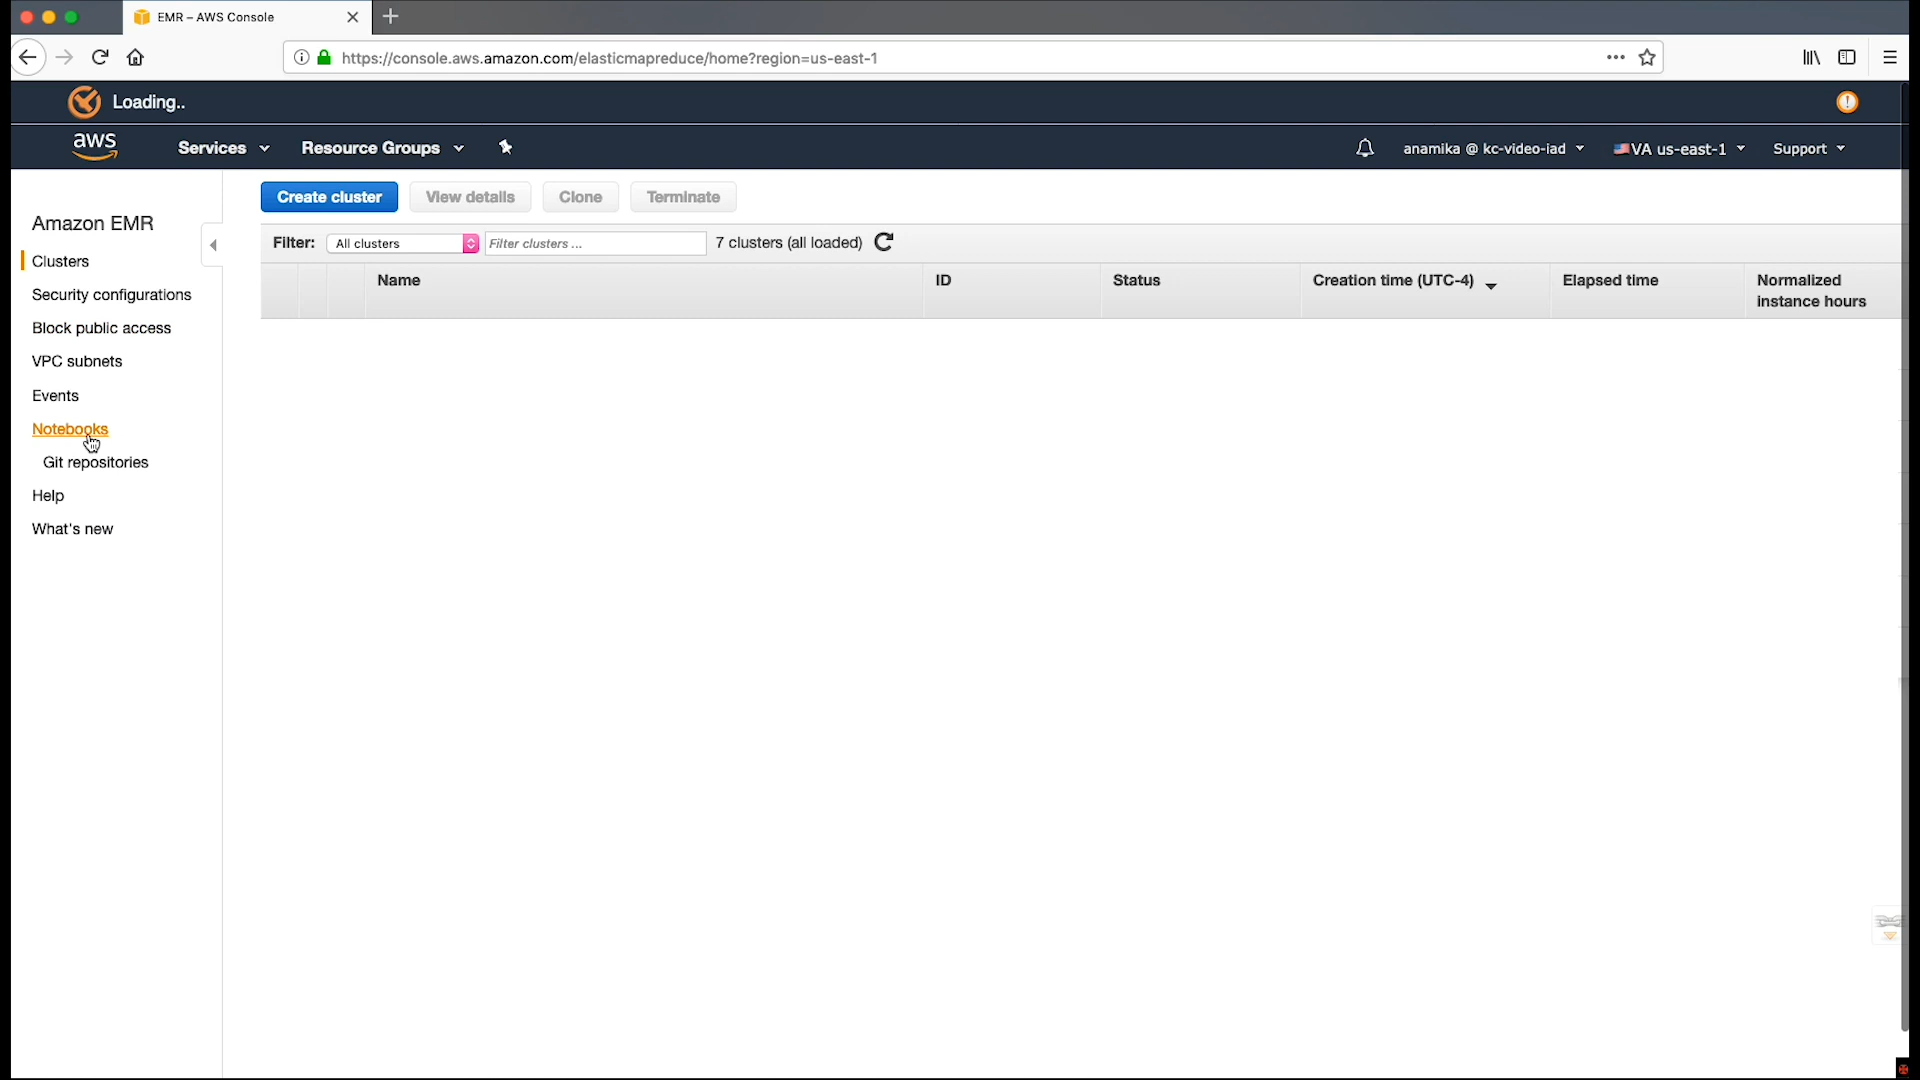 EMR – AWS Console
https://console.aws.amazon.com/elasticmapreduce/home?region=us-east-1
Loading..
aws
Services
Resource Groups
anamika @ kc-video-iad
VA us-east-1
Support
Create cluster
View details
Clone
Terminate
Amazon EMR
Clusters
Security configurations
Block public access
VPC subnets
Events
Notebooks
Git repositories
Help
What's new
Filter:
All clusters
Filter clusters ...
7 clusters (all loaded)
Name
ID
Status
Creation time (UTC-4)
Elapsed time
Normalized
instance hours